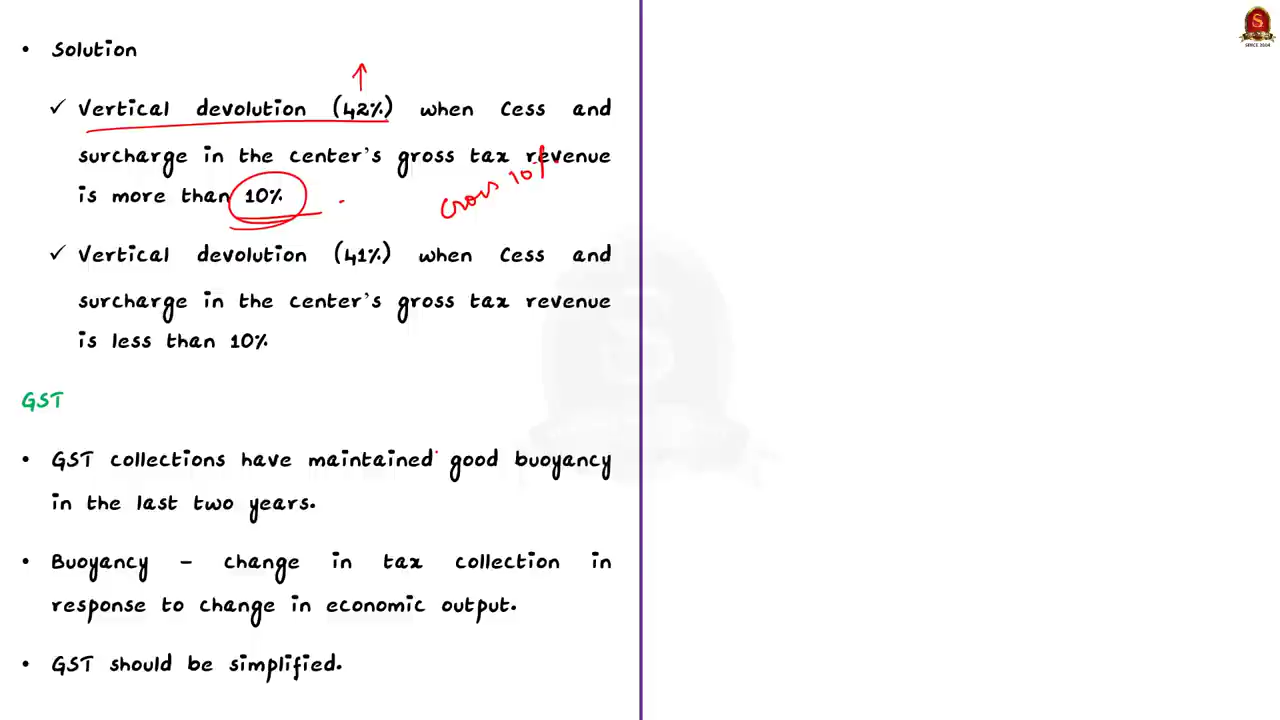 • Solution
✓ Vertical devolution (42%) when Cess and
surcharge in the center's gross tax revenue
is more than 10%
cross 10%.
✓ Vertical devolution (41%) when Cess and
surcharge in the center's gross tax revenue
is less than 10%
GST
• GST collections have maintained good buoyancy
in the last two years.
• Buoyancy - change in tax collection in
response to change in economic output.
• GST should be simplified.
S
SINCE 2004